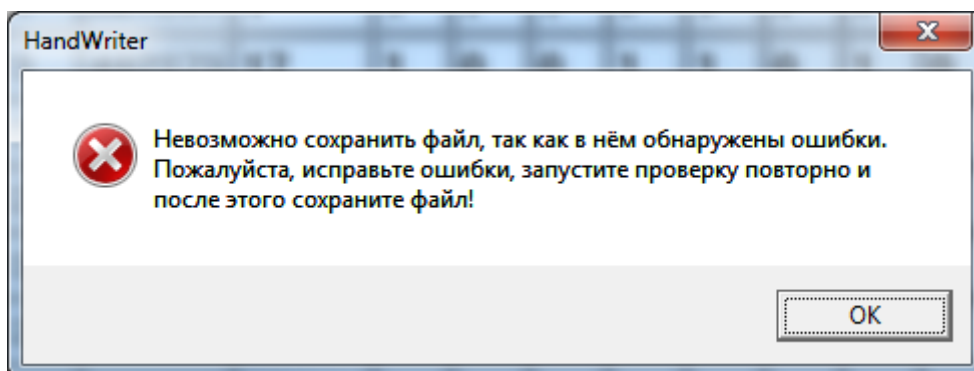 HandWriter
Невозможно сохранить файл, так как в нём обнаружены ошибки.
Пожалуйста, исправьте ошибки, запустите проверку повторно и
после этого сохраните файл!
OK